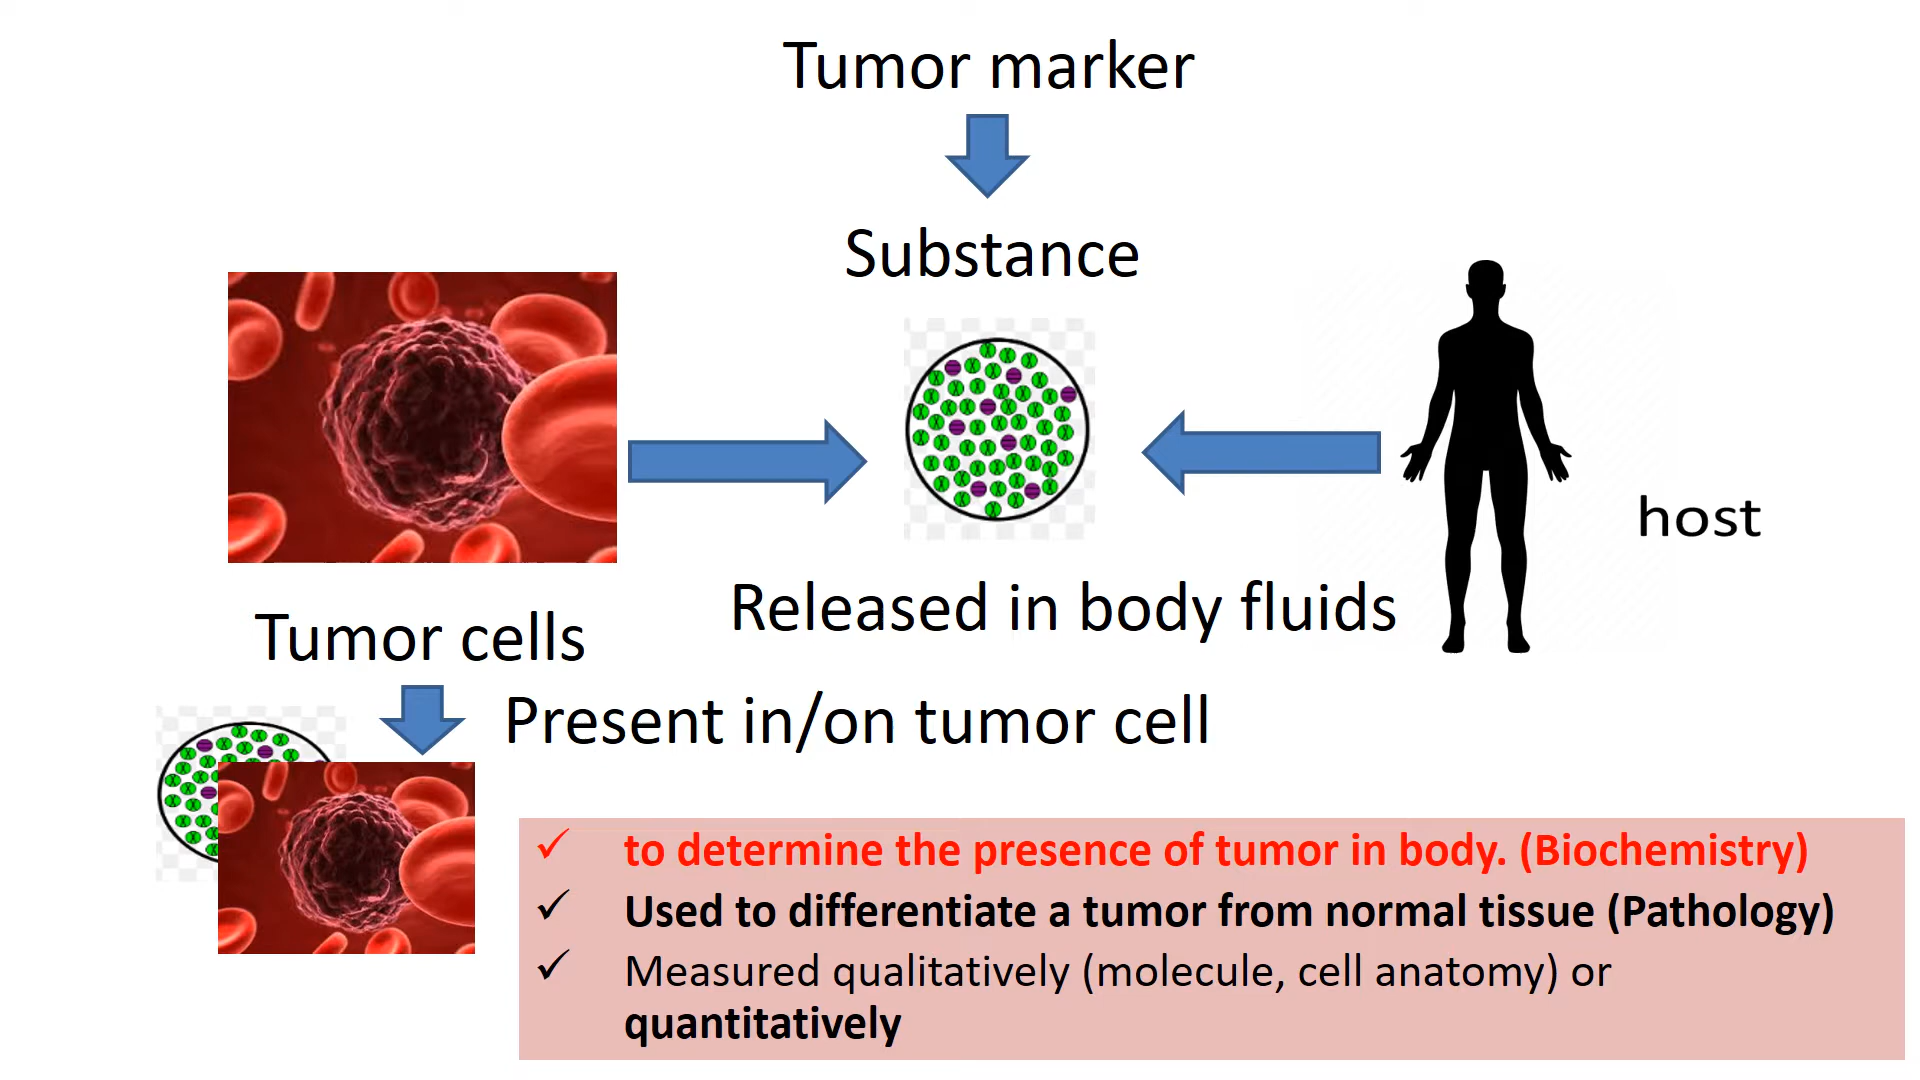 Tumor marker
Substance
host
Released in body fluids
Tumor cells
Present in/on tumor cell
✓ to determine the presence of tumor in body. (Biochemistry)
✓ Used to differentiate a tumor from normal tissue (Pathology)
✓ Measured qualitatively (molecule, cell anatomy) or
quantitatively